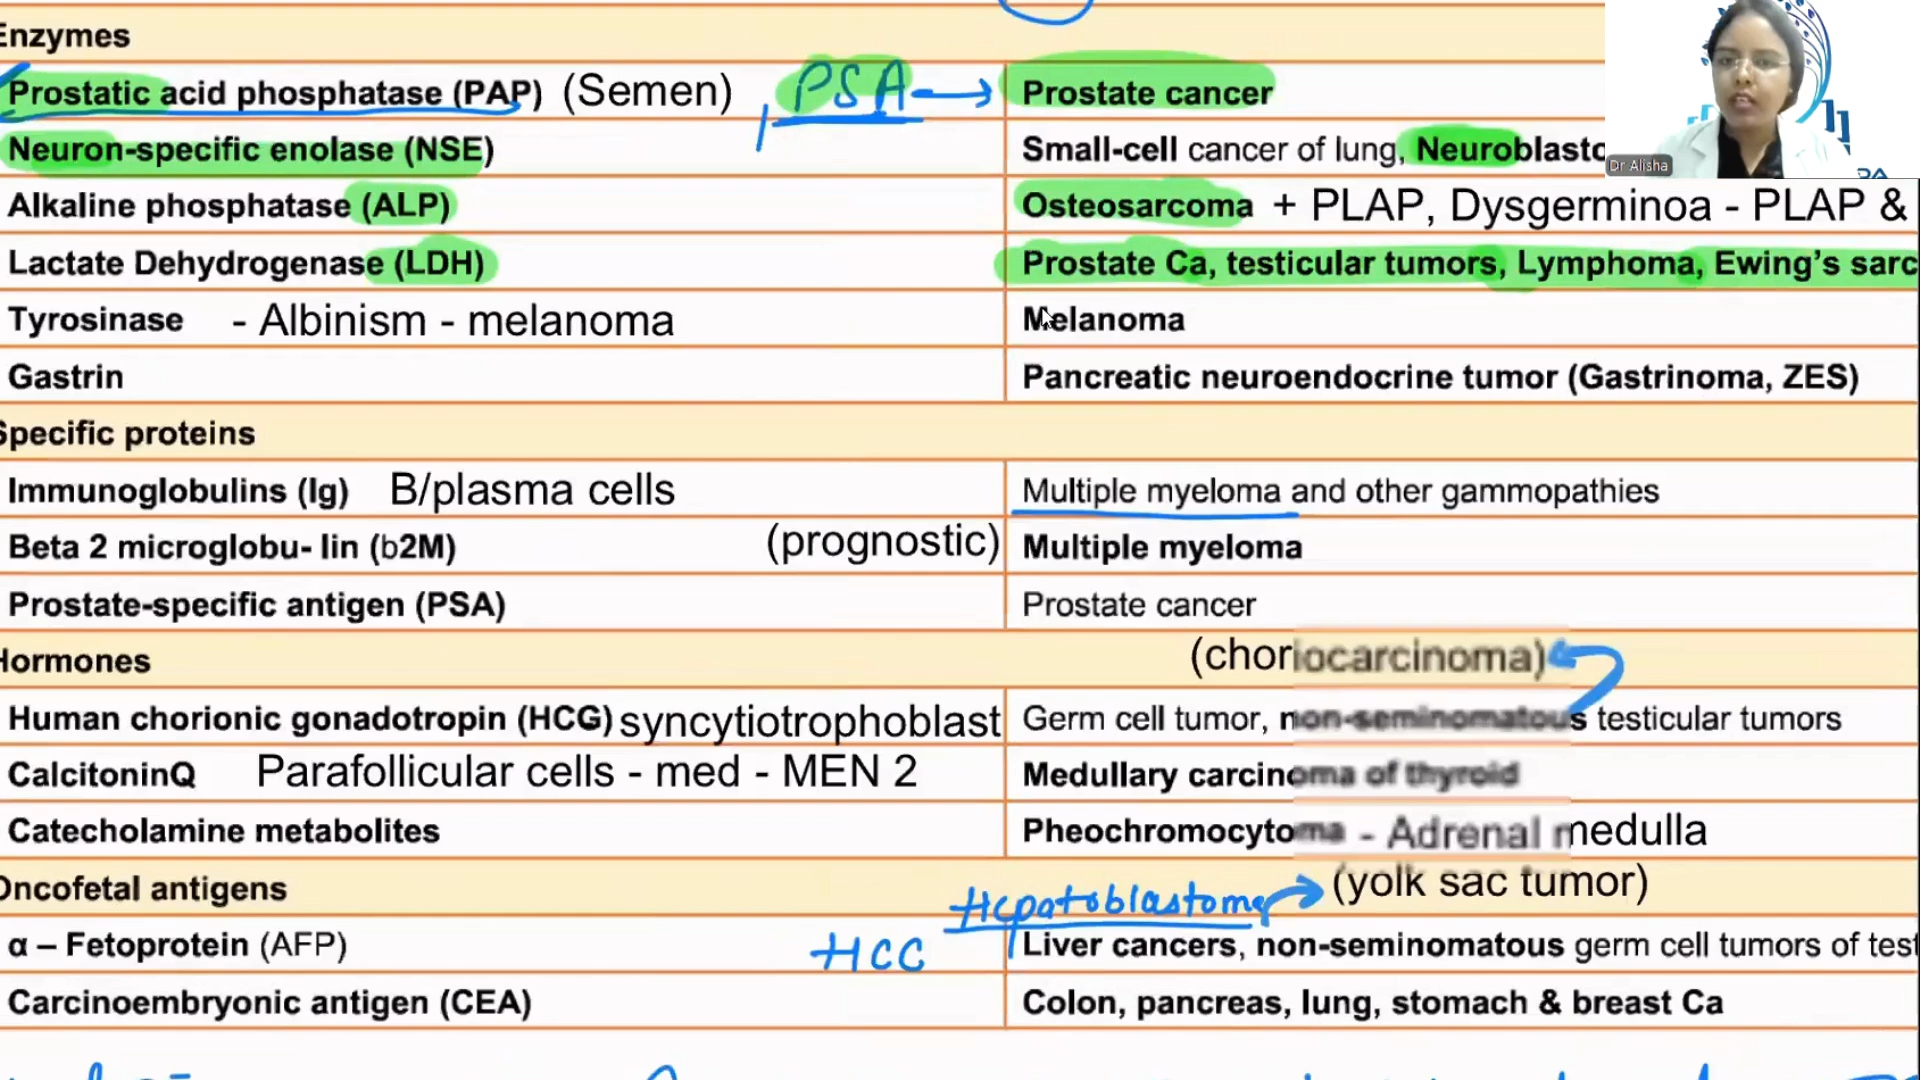 Enzymes
Prostatic acid phosphatase (PAP) (Semen) PSA → Prostate cancer
Neuron-specific enolase (NSE) Small-cell cancer of lung, Neuroblasto
Dr Alisha
Alkaline phosphatase (ALP) Osteosarcoma + PLAP, Dysgerminoa - PLAP &
Lactate Dehydrogenase (LDH) Prostate Ca, testicular tumors, Lymphoma, Ewing's sarc
Tyrosinase - Albinism - melanoma Melanoma
Gastrin Pancreatic neuroendocrine tumor (Gastrinoma, ZES)
Specific proteins
Immunoglobulins (Ig) B/plasma cells Multiple myeloma and other gammopathies
Beta 2 microglobu- lin (b2M) (prognostic) Multiple myeloma
Prostate-specific antigen (PSA) Prostate cancer
Hormones (choriocarcinoma)
Human chorionic gonadotropin (HCG) syncytiotrophoblast Germ cell tumor, non-seminomatous testicular tumors
CalcitoninQ Parafollicular cells - med - MEN 2 Medullary carcinoma of thyroid
Catecholamine metabolites Pheochromocytoma - Adrenal medulla
Oncofetal antigens Hepatoblastoma → (yolk sac tumor)
α – Fetoprotein (AFP) HCC Liver cancers, non-seminomatous germ cell tumors of test
Carcinoembryonic antigen (CEA) Colon, pancreas, lung, stomach & breast Ca